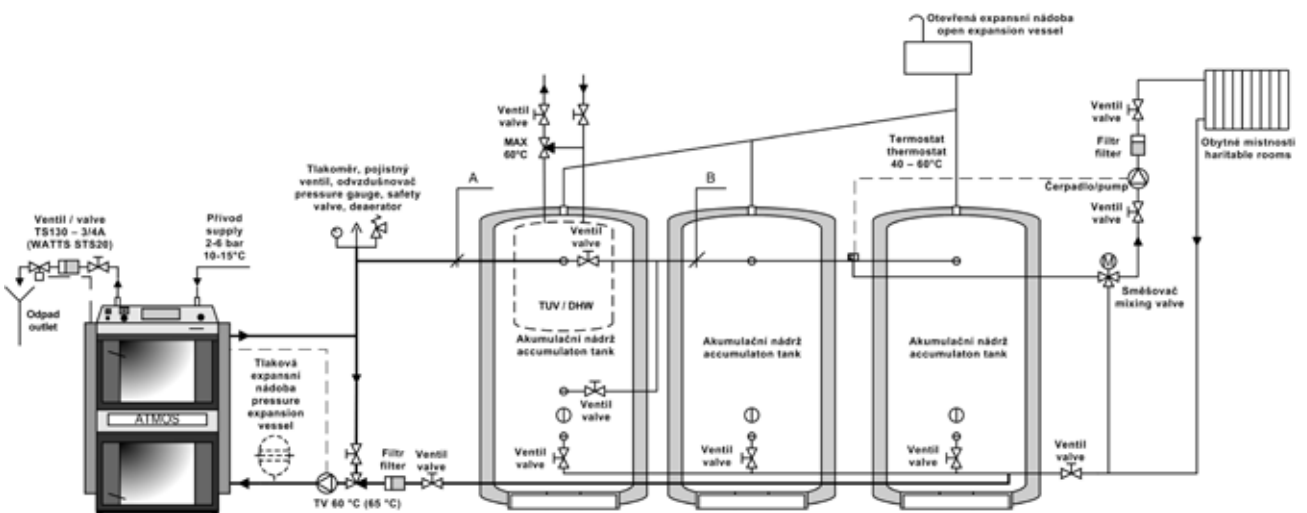 Otevřená expansní nádoba
open expansion vessel
Ventil
valve
MAX
60°C
Termostat
thermostat
40 – 60°C
Ventil
valve
Filtr
filter
Čerpadlo/pump
Ventil
valve
Obytné místnosti
haritable rooms
Tlakoměr, pojistný
ventil, odvzdušnovač
pressure gauge, safety
valve, deaerator
A
B
Ventil / valve
TS130 – 3/4A
(WATTS STS20)
Přívod
supply
2-6 bar
10-15°C
Ventil
valve
M
Směšovač
mixing valve
Odpad
outlet
TUV / DHW
Akumulační nádrž
accumulaton tank
Akumulační nádrž
accumulaton tank
Akumulační nádrž
accumulaton tank
Tlaková
expansní
nádoba
pressure
expansion
vessel
ATMOS
Ventil
valve
Filtr
filter
Ventil
valve
Ventil
valve
Ventil
valve
Ventil
valve
Ventil
valve
TV 60 °C (65 °C)